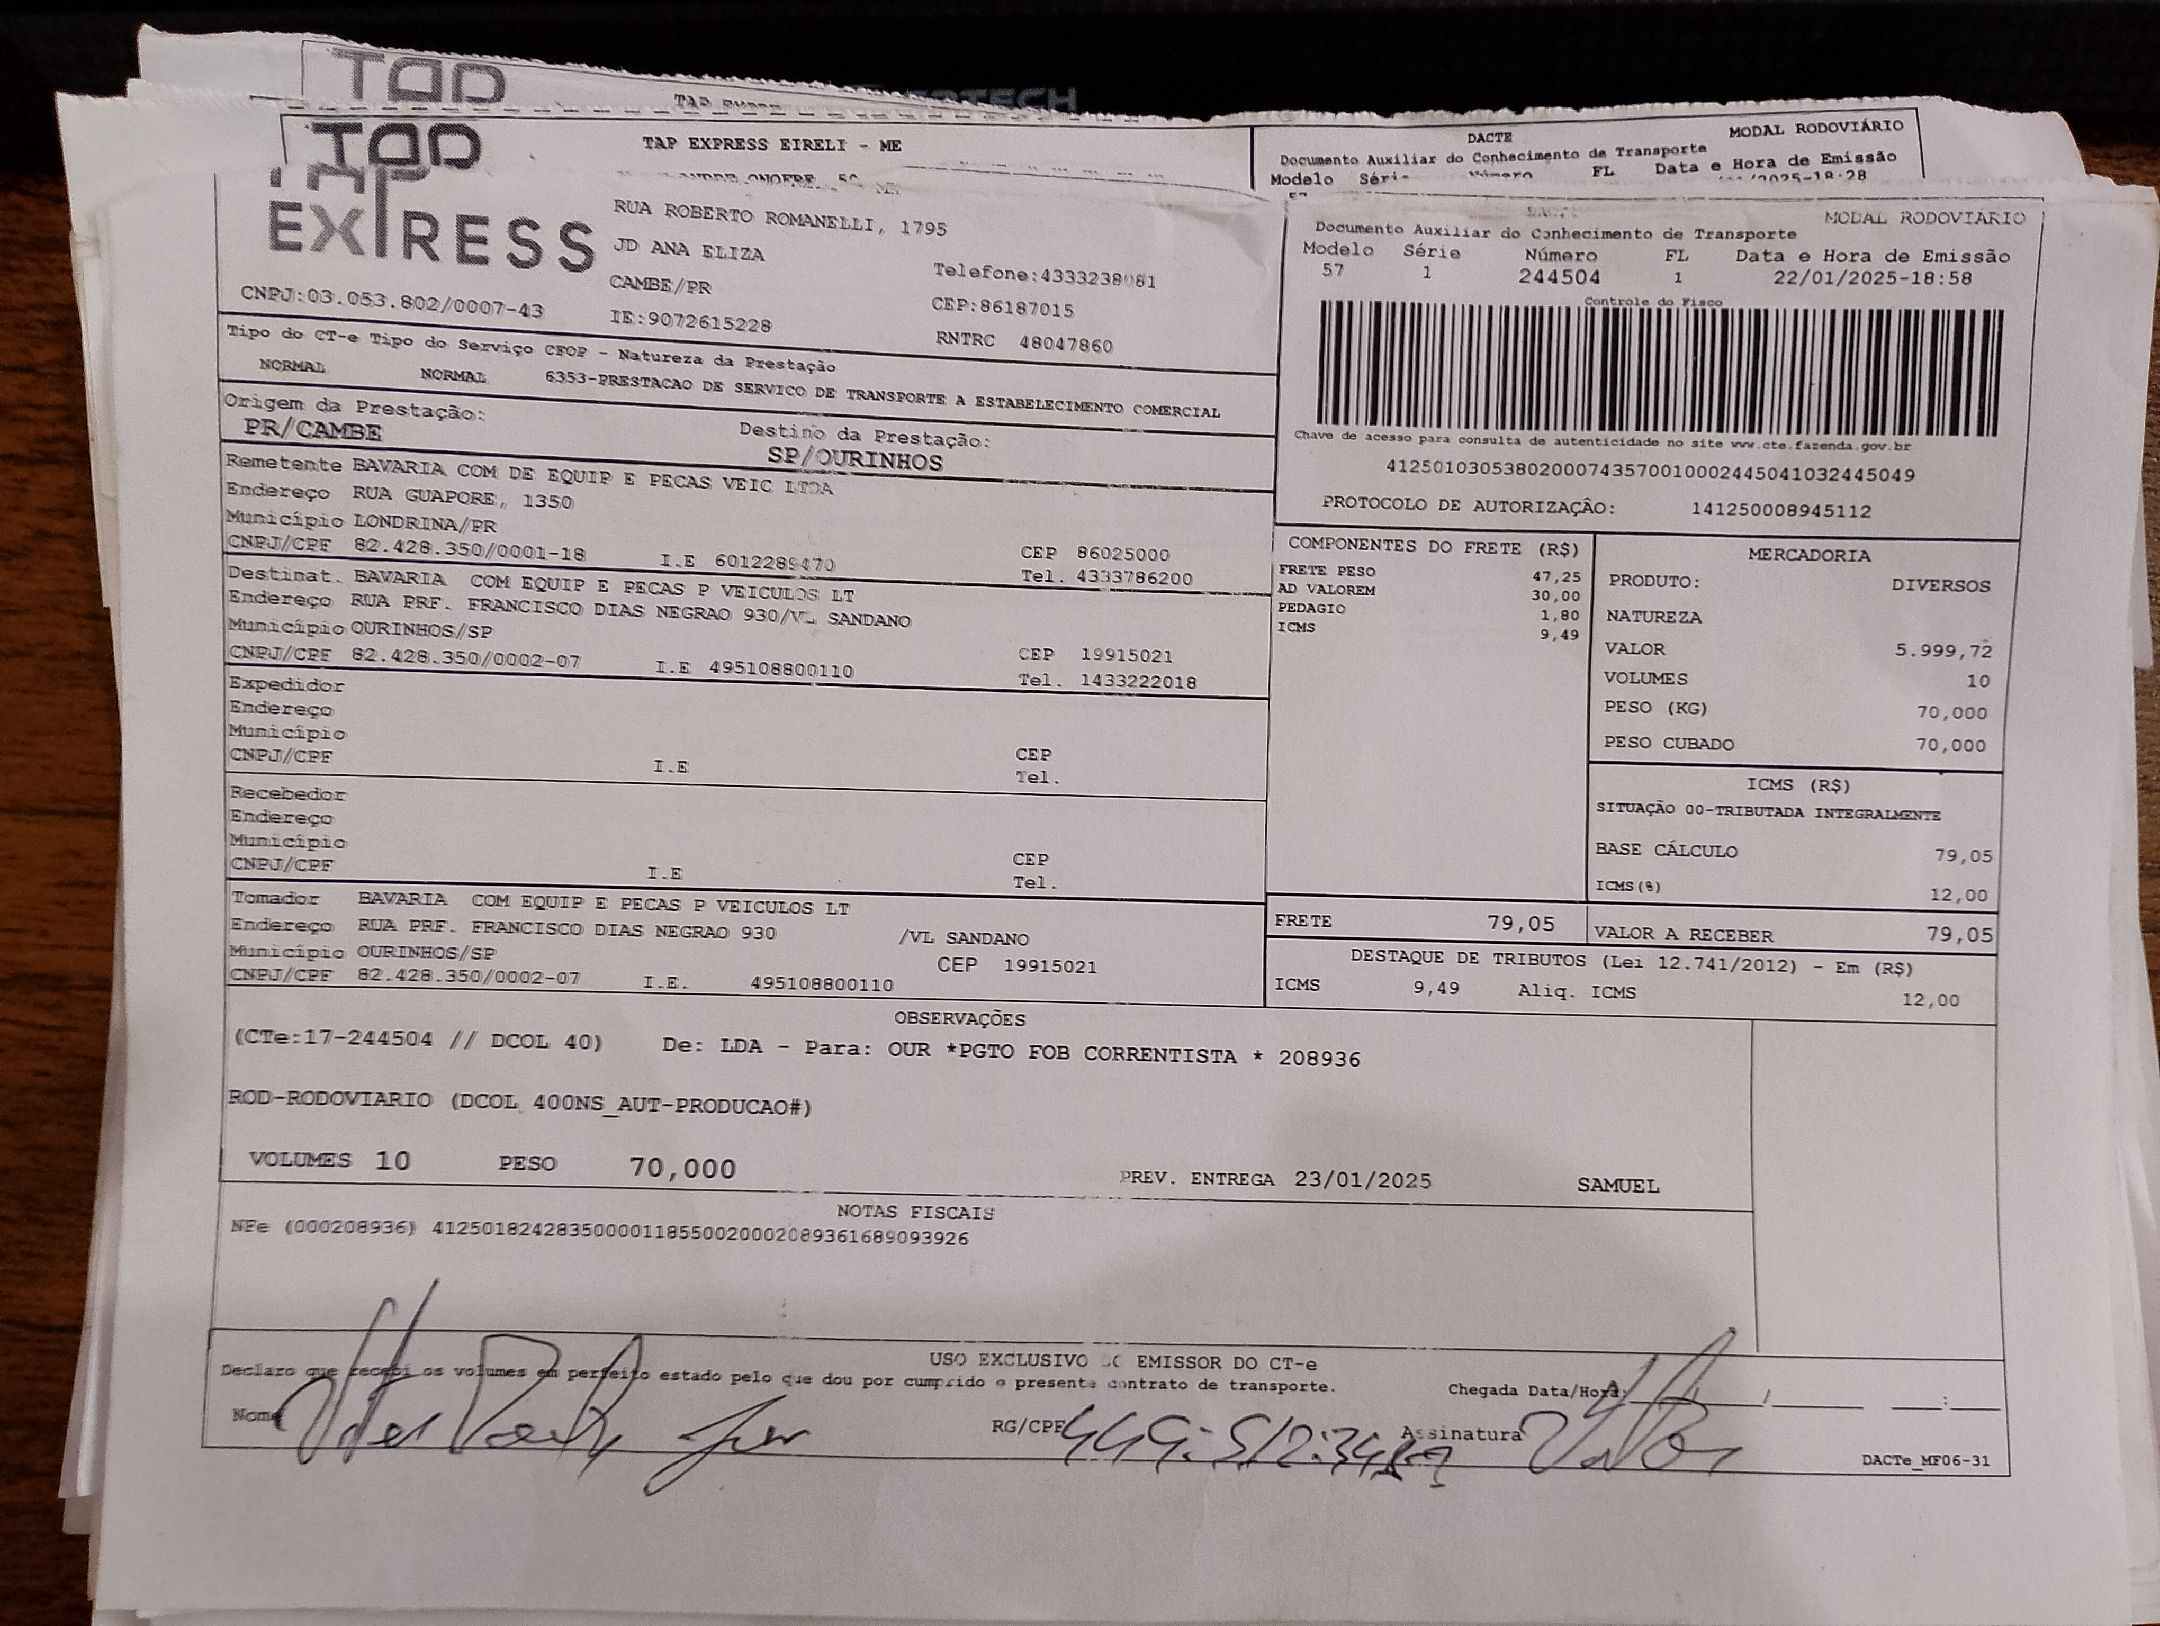 TAP
TAP EXPRE
TECH
TAP
TAP EXPRESS EIRELI - ME
DACTE
MODAL RODOVIÁRIO
Documento Auxiliar do Conhecimento de Transporte
Modelo Série Número FL Data e Hora de Emissão
/2025-18:28
EXPRESS
RUA ROBERTO ROMANELLI, 1795
JD ANA ELIZA
CAMBE/PR
Telefone:4333238081
CNPJ:03.053.802/0007-43
IE:9072615228
CEP:86187015
RNTRC 48047860
MODAL RODOVIÁRIO
Documento Auxiliar do Conhecimento de Transporte
Modelo Série Número FL Data e Hora de Emissão
57 1 244504 1 22/01/2025-18:58
Controle do Fisco
Chave de acesso para consulta de autenticidade no site www.cte.fazenda.gov.br
41250103053802000743570010002445041032445049
PROTOCOLO DE AUTORIZAÇÂO: 141250008945112
Tipo do CT-e Tipo do Serviço CFOP - Natureza da Prestação
NORMAL NORMAL 6353-PRESTACAO DE SERVICO DE TRANSPORTE A ESTABELECIMENTO COMERCIAL
Origem da Prestação: Destino da Prestação:
PR/CAMBE SP/OURINHOS
Remetente BAVARIA COM DE EQUIP E PECAS VEIC LTDA
Endereço RUA GUAPORE, 1350
Município LONDRINA/PR
CNPJ/CPF 82.428.350/0001-18 I.E 6012289470 CEP 86025000
Tel. 4333786200
Destinat. BAVARIA COM EQUIP E PECAS P VEICULOS LT
Endereço RUA PRF. FRANCISCO DIAS NEGRAO 930/VL SANDANO
Município OURINHOS/SP
CNPJ/CPF 82.428.350/0002-07 I.E 495108800110 CEP 19915021
Tel. 1433222018
Expedidor
Endereço
Município
CNPJ/CPF I.E CEP
Tel.
Recebedor
Endereço
Município
CNPJ/CPF I.E CEP
Tel.
Tomador BAVARIA COM EQUIP E PECAS P VEICULOS LT
Endereço RUA PRF. FRANCISCO DIAS NEGRAO 930 /VL SANDANO
Município OURINHOS/SP CEP 19915021
CNPJ/CPF 82.428.350/0002-07 I.E. 495108800110
COMPONENTES DO FRETE (R$)
FRETE PESO 47,25
AD VALOREM 30,00
PEDAGIO 1,80
ICMS 9,49
MERCADORIA
PRODUTO: DIVERSOS
NATUREZA
VALOR 5.999,72
VOLUMES 10
PESO (KG) 70,000
PESO CUBADO 70,000
ICMS (R$)
SITUAÇÃO 00-TRIBUTADA INTEGRALMENTE
BASE CÁLCULO 79,05
ICMS(%) 12,00
FRETE 79,05 VALOR A RECEBER 79,05
DESTAQUE DE TRIBUTOS (Lei 12.741/2012) - Em (R$)
ICMS 9,49 Aliq. ICMS 12,00
OBSERVAÇÕES
(CTe:17-244504 // DCOL 40) De: LDA - Para: OUR *PGTO FOB CORRENTISTA * 208936
ROD-RODOVIARIO (DCOL 400NS_AUT-PRODUCAO#)
VOLUMES 10 PESO 70,000 PREV. ENTREGA 23/01/2025 SAMUEL
NOTAS FISCAIS
NFe (000208936) 41250182428350000118550020002089361689093926
USO EXCLUSIVO DO EMISSOR DO CT-e
Declaro que recebi os volumes em perfeito estado pelo que dou por cumprido o presente contrato de transporte.
Chegada Data/Hora: / :
Nome RG/CPF Assinatura
DACTe_MF06-31